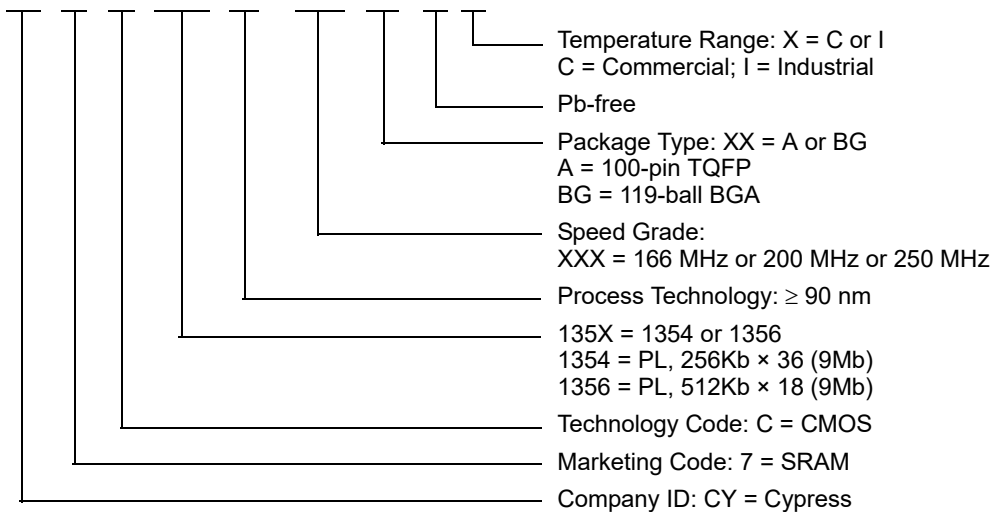 Temperature Range: X = C or I
C = Commercial; I = Industrial
Pb-free
Package Type: XX = A or BG
A = 100-pin TQFP
BG = 119-ball BGA
Speed Grade:
XXX = 166 MHz or 200 MHz or 250 MHz
Process Technology: ≥ 90 nm
135X = 1354 or 1356
1354 = PL, 256Kb × 36 (9Mb)
1356 = PL, 512Kb × 18 (9Mb)
Technology Code: C = CMOS
Marketing Code: 7 = SRAM
Company ID: CY = Cypress